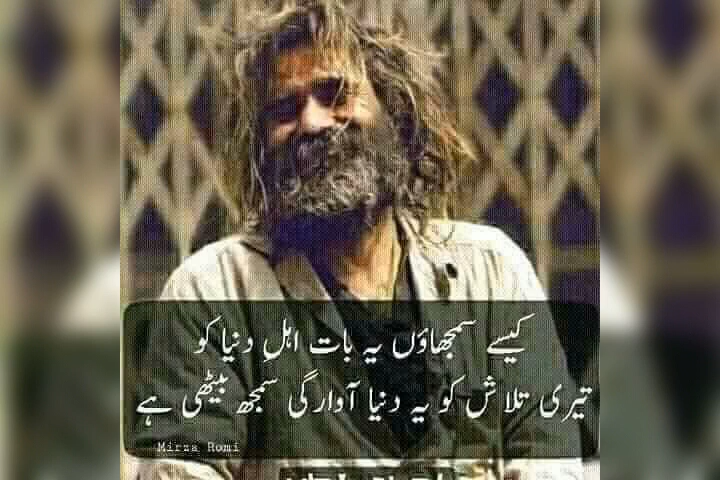 کیسے سمجھاؤں یہ بات اہلِ دنیا کو
تیری تلاش کو یہ دنیا آوارگی سمجھ بیٹھی ہے
Mirza Romi